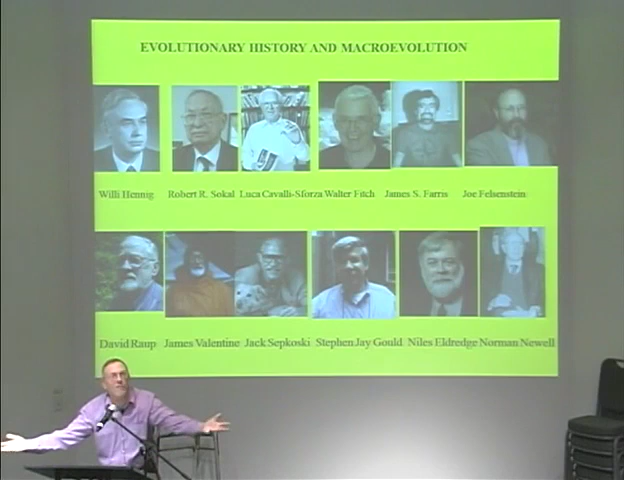 EVOLUTIONARY HISTORY AND MACROEVOLUTION
Willi Hennig Robert R. Sokal Luca Cavalli-Sforza Walter Fitch James S. Farris Joe Felsenstein
David Raup James Valentine Jack Sepkoski Stephen Jay Gould Niles Eldredge Norman Newell